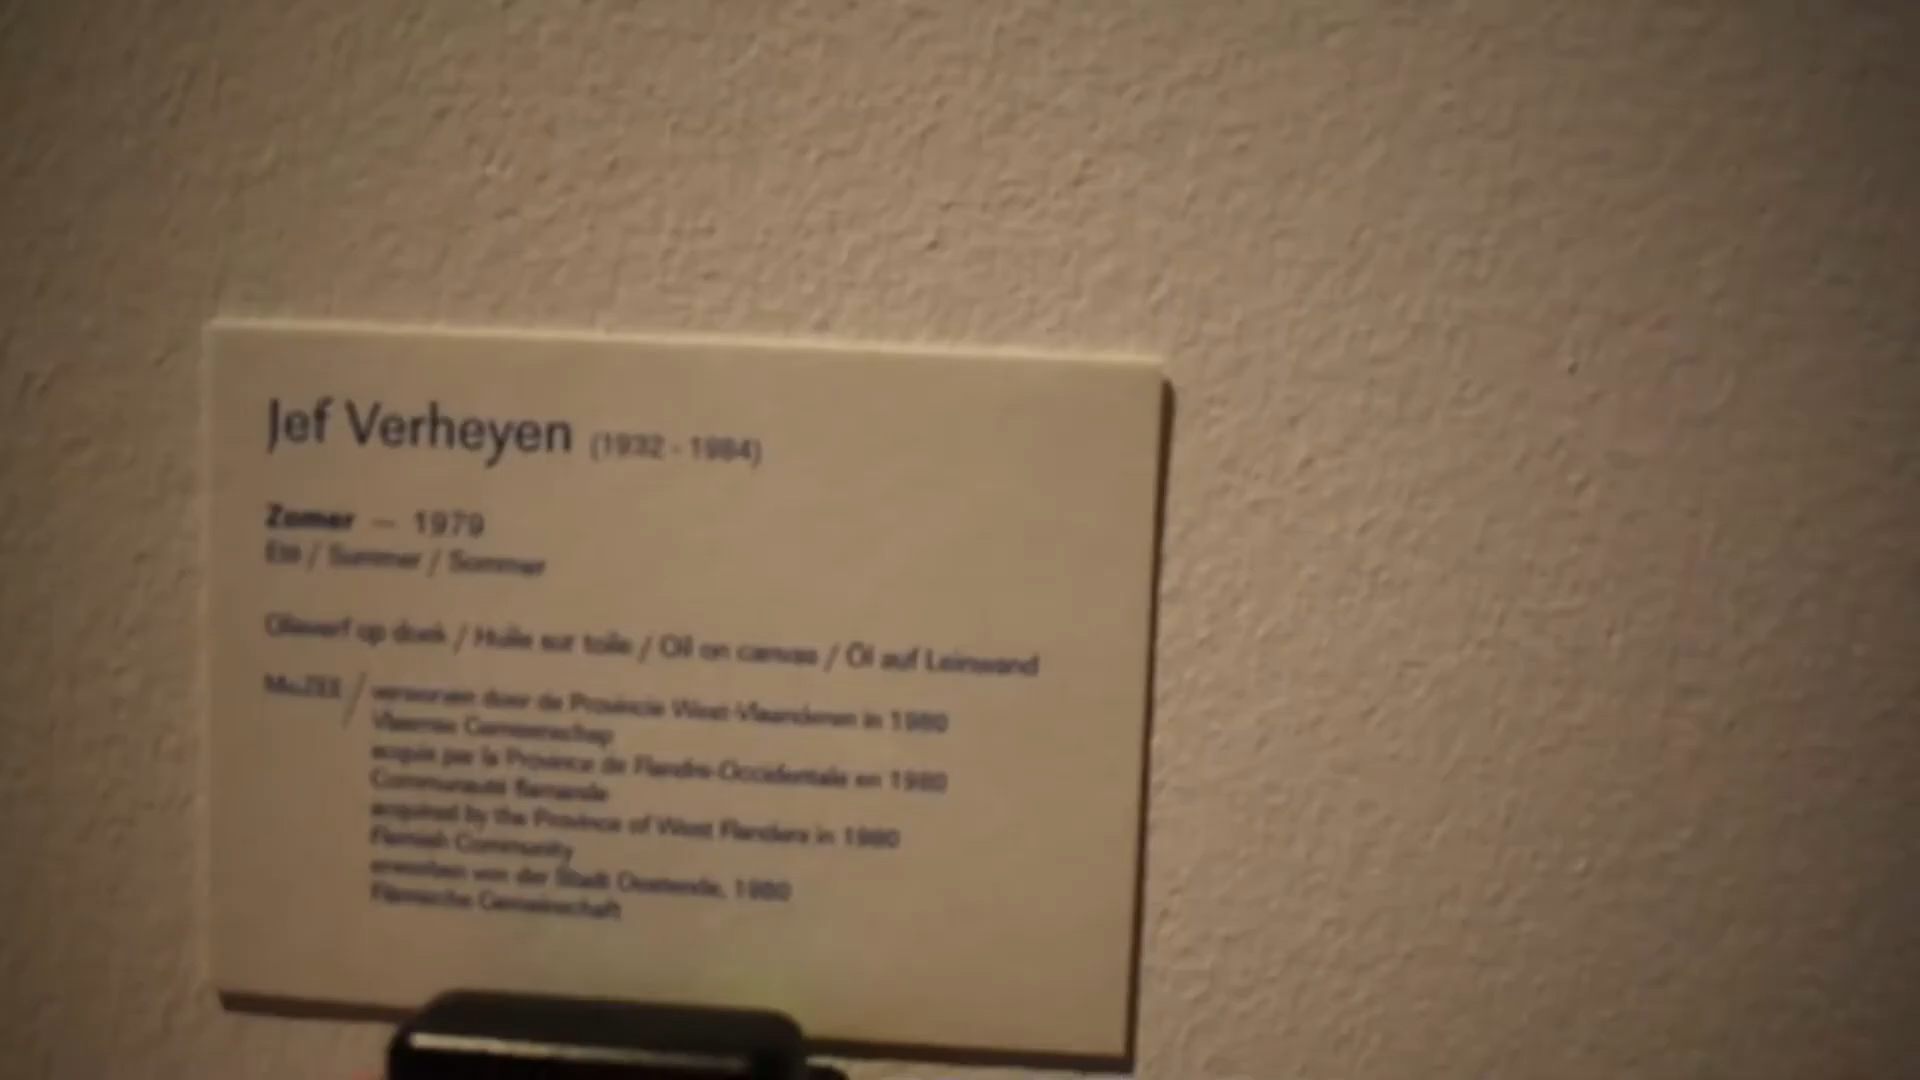 Jef Verheyen (1932 - 1984)
Zomer — 1979
Eté / Summer / Sommer
Olieverf op doek / Huile sur toile / Oil on canvas / Öl auf Leinwand
Mu.ZEE / verworven door de Provincie West-Vlaanderen in 1980
Vlaamse Gemeenschap
acquis par la Province de Flandre-Occidentale en 1980
Communauté flamande
acquired by the Province of West Flanders in 1980
Flemish Community
erworben von der Stadt Oostende, 1980
Flämische Gemeinschaft